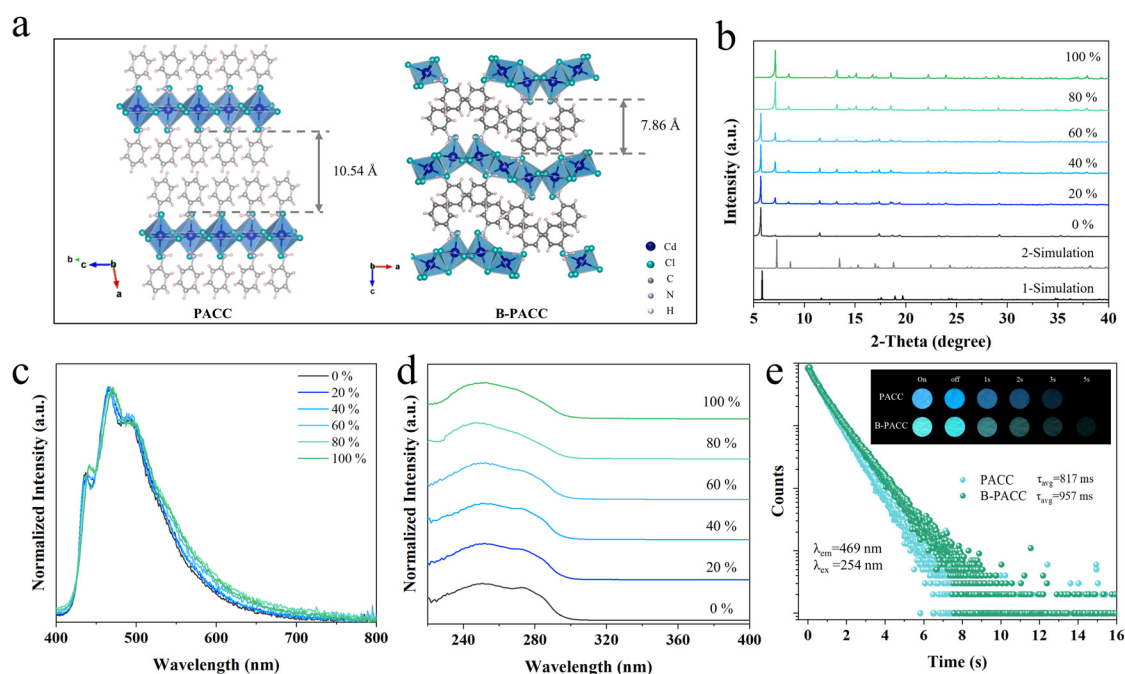 a
10.54 Å
7.86 Å
b
c
b
a
b
a
c
Cd
Cl
C
N
H
PACC
B-PACC
b
Intensity (a.u.)
100 %
80 %
60 %
40 %
20 %
0 %
2-Simulation
1-Simulation
5 10 15 20 25 30 35 40
2-Theta (degree)
c
Normalized Intensity (a.u.)
0 %
20 %
40 %
60 %
80 %
100 %
400 500 600 700 800
Wavelength (nm)
d
Normalized Intensity (a.u.)
100 %
80 %
60 %
40 %
20 %
0 %
240 280 320 360 400
Wavelength (nm)
e
Counts
On off 1s 2s 3s 5s
PACC
B-PACC
PACC τavg=817 ms
B-PACC τavg=957 ms
λem=469 nm
λex=254 nm
0 2 4 6 8 10 12 14 16
Time (s)